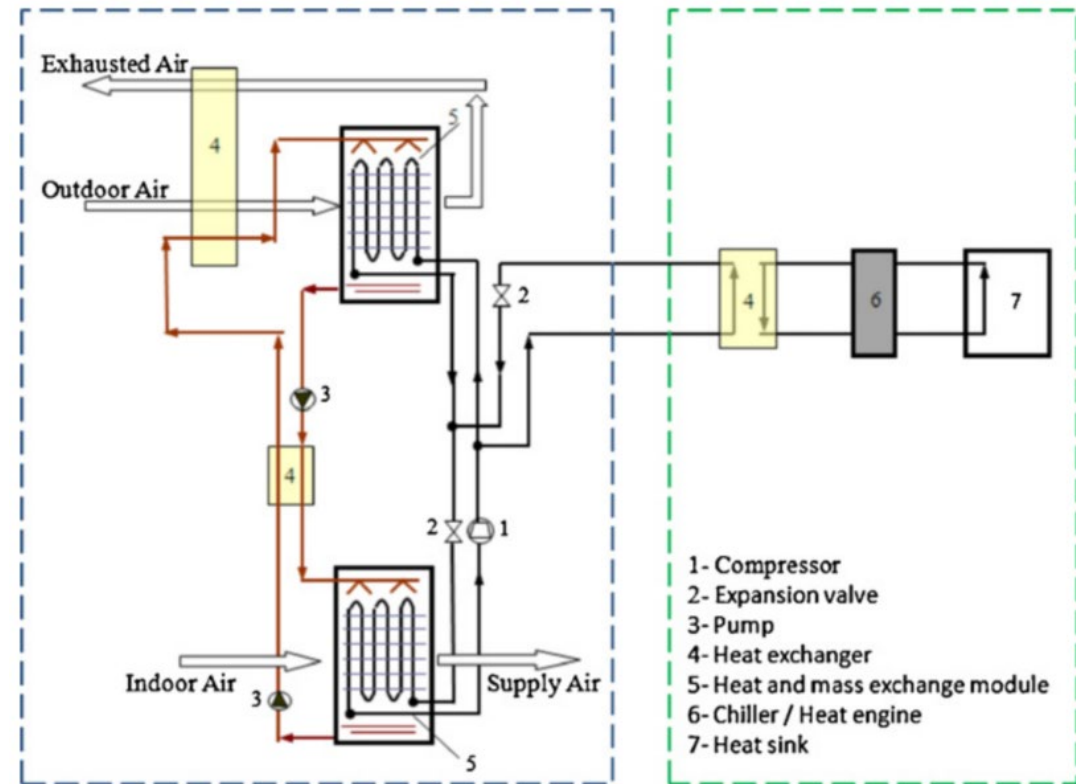 Exhausted Air
4
5
Outdoor Air
2
4
6
7
3
4
2
1
1- Compressor
2- Expansion valve
3- Pump
4- Heat exchanger
Indoor Air
Supply Air
5- Heat and mass exchange module
3
6- Chiller / Heat engine
5
7- Heat sink